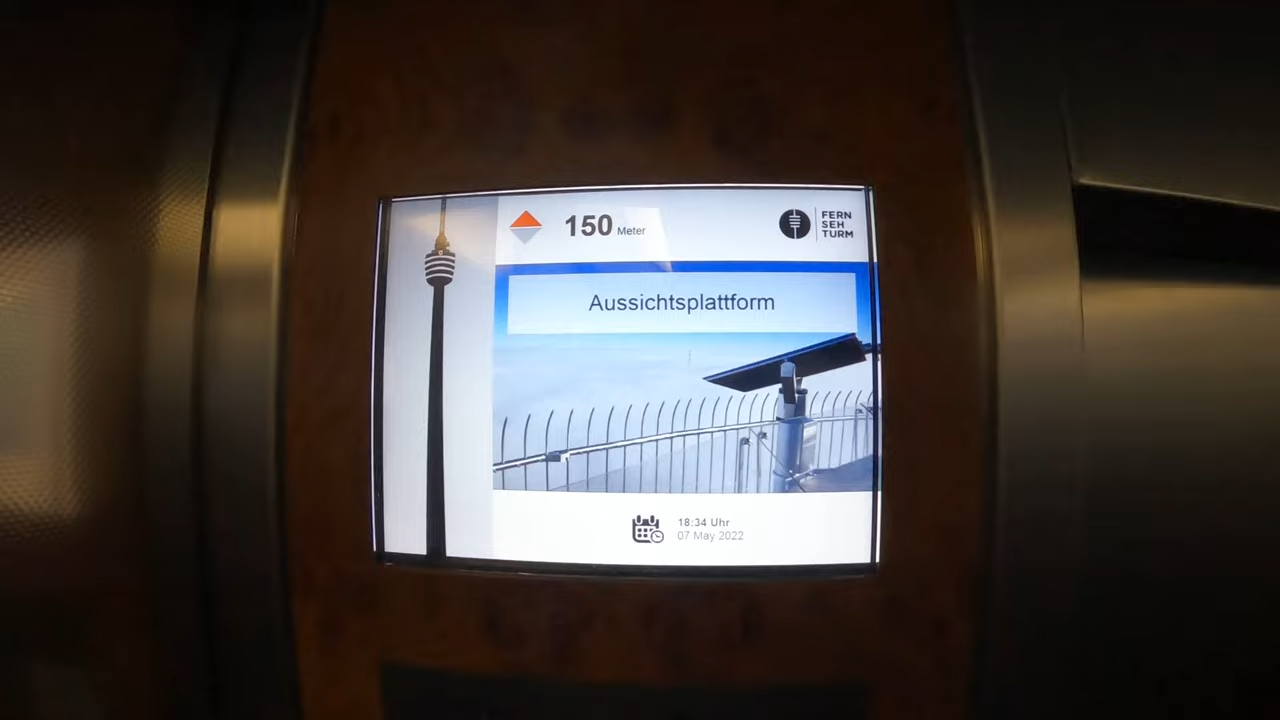 150 Meter
FERN
SEH
TURM
Aussichtsplattform
18:34 Uhr
07 May 2022